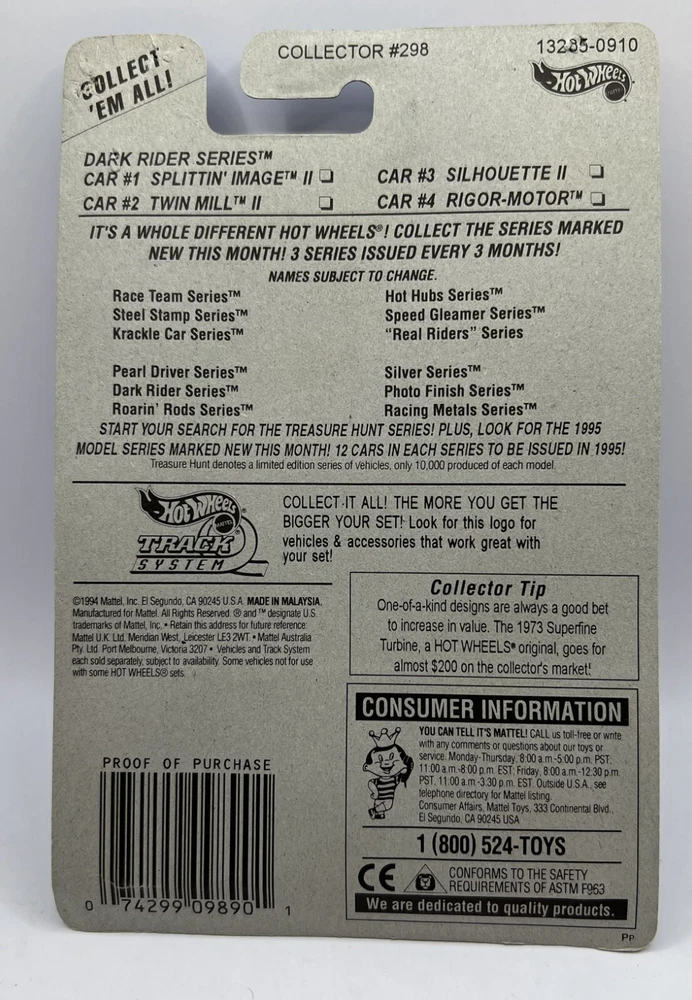 COLLECT
'EM ALL!
COLLECTOR #298
13285-0910
HOT WHEELS
DARK RIDER SERIES™
CAR #1 SPLITTIN' IMAGE™ II ❏ CAR #3 SILHOUETTE II ❏
CAR #2 TWIN MILL™ II ❏ CAR #4 RIGOR-MOTOR™ ❏
IT'S A WHOLE DIFFERENT HOT WHEELS®! COLLECT THE SERIES MARKED
NEW THIS MONTH! 3 SERIES ISSUED EVERY 3 MONTHS!
NAMES SUBJECT TO CHANGE.
Race Team Series™ Hot Hubs Series™
Steel Stamp Series™ Speed Gleamer Series™
Krackle Car Series™ "Real Riders" Series
Pearl Driver Series™ Silver Series™
Dark Rider Series™ Photo Finish Series™
Roarin' Rods Series™ Racing Metals Series™
START YOUR SEARCH FOR THE TREASURE HUNT SERIES! PLUS, LOOK FOR THE 1995
MODEL SERIES MARKED NEW THIS MONTH! 12 CARS IN EACH SERIES TO BE ISSUED IN 1995!
Treasure Hunt denotes a limited edition series of vehicles, only 10,000 produced of each model.
HOT WHEELS
TRACK
SYSTEM
COLLECT IT ALL! THE MORE YOU GET THE
BIGGER YOUR SET! Look for this logo for
vehicles & accessories that work great with
your set!
©1994 Mattel, Inc. El Segundo, CA 90245 U.S.A. MADE IN MALAYSIA.
Manufactured for Mattel. All Rights Reserved. ® and ™ designate U.S.
trademarks of Mattel, Inc. • Retain this address for future reference:
Mattel U.K. Ltd. Meridian West, Leicester LE3 2WT. • Mattel Australia
Pty. Ltd. Port Melbourne, Victoria 3207 • Vehicles and Track System
each sold separately, subject to availability. Some vehicles not for use
with some HOT WHEELS® sets.
Collector Tip
One-of-a-kind designs are always a good bet
to increase in value. The 1973 Superfine
Turbine, a HOT WHEELS® original, goes for
almost $200 on the collector's market!
CONSUMER INFORMATION
YOU CAN TELL IT'S MATTEL! CALL us toll-free or write
with any comments or questions about our toys or
service. Monday-Thursday, 8:00 a.m.-5:00 p.m. PST,
11:00 a.m.-8:00 p.m. EST; Friday, 8:00 a.m.-12:30 p.m.
PST, 11:00 a.m.-3:30 p.m. EST. Outside U.S.A., see
telephone directory for Mattel listing.
Consumer Affairs, Mattel Toys, 333 Continental Blvd.,
El Segundo, CA 90245 USA
1 (800) 524-TOYS
CE
CONFORMS TO THE SAFETY
REQUIREMENTS OF ASTM F963
We are dedicated to quality products.
PROOF OF PURCHASE
0 74299 09890 1
Pp